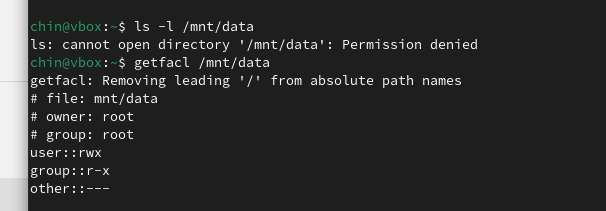 chin@vbox:~$ ls -l /mnt/data
ls: cannot open directory '/mnt/data': Permission denied
chin@vbox:~$ getfacl /mnt/data
getfacl: Removing leading '/' from absolute path names
# file: mnt/data
# owner: root
# group: root
user::rwx
group::r-x
other::---